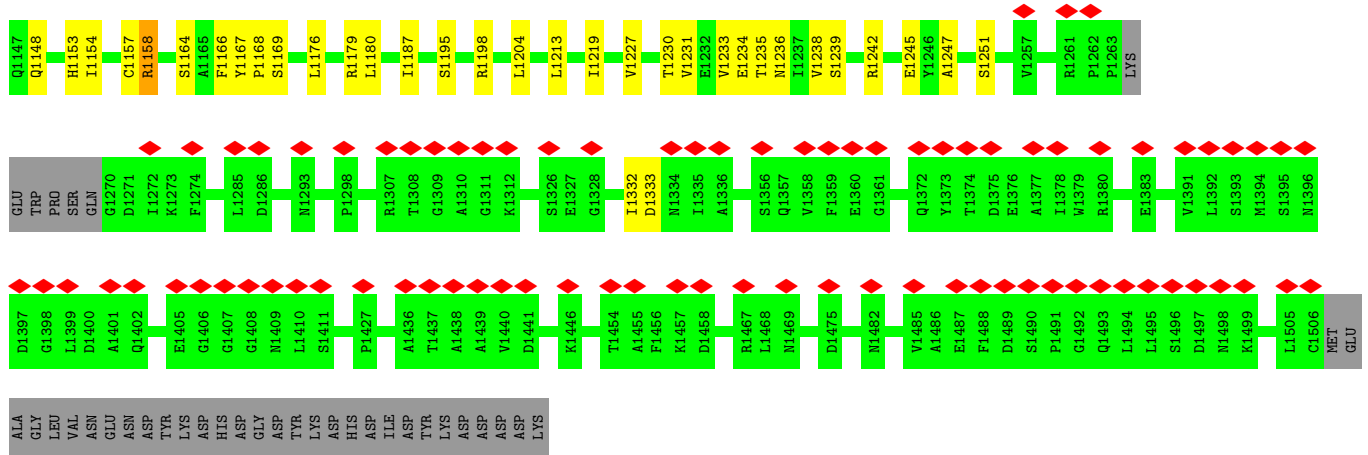 Q1147 Q1148 H1153 I1154 C1157 R1158 S1164 A1165 F1166 Y1167 P1168 S1169 L1176 R1179 L1180 I1187 S1195 R1198 L1204 L1213 I1219 V1227 T1230 V1231 E1232 V1233 E1234 T1235 N1236 I1237 V1238 S1239 R1242 E1245 Y1246 A1247 S1251 V1257 R1261 P1262 P1263 LYS
GLU TRP PRO SER GLN G1270 D1271 I1272 K1273 F1274 L1285 D1286 N1293 P1298 R1307 T1308 G1309 A1310 G1311 K1312 S1326 E1327 G1328 I1332 D1333 N1334 I1335 A1336 S1356 Q1357 V1358 F1359 E1360 G1361 Q1372 Y1373 T1374 D1375 E1376 A1377 I1378 W1379 R1380 E1383 V1391 L1392 S1393 M1394 S1395 N1396
D1397 G1398 L1399 D1400 A1401 Q1402 E1405 G1406 G1407 G1408 N1409 L1410 S1411 P1427 A1436 T1437 A1438 A1439 V1440 D1441 K1446 T1454 A1455 F1456 K1457 D1458 R1467 L1468 N1469 D1475 N1482 V1485 A1486 E1487 F1488 D1489 S1490 P1491 G1492 Q1493 L1494 L1495 S1496 D1497 N1498 K1499 L1505 C1506 MET GLU
ALA GLY LEU VAL ASN GLU ASN ASP TYR LYS ASP HIS ASP GLY ASP TYR LYS ASP HIS ASP ILE ASP TYR LYS ASP ASP ASP ASP LYS